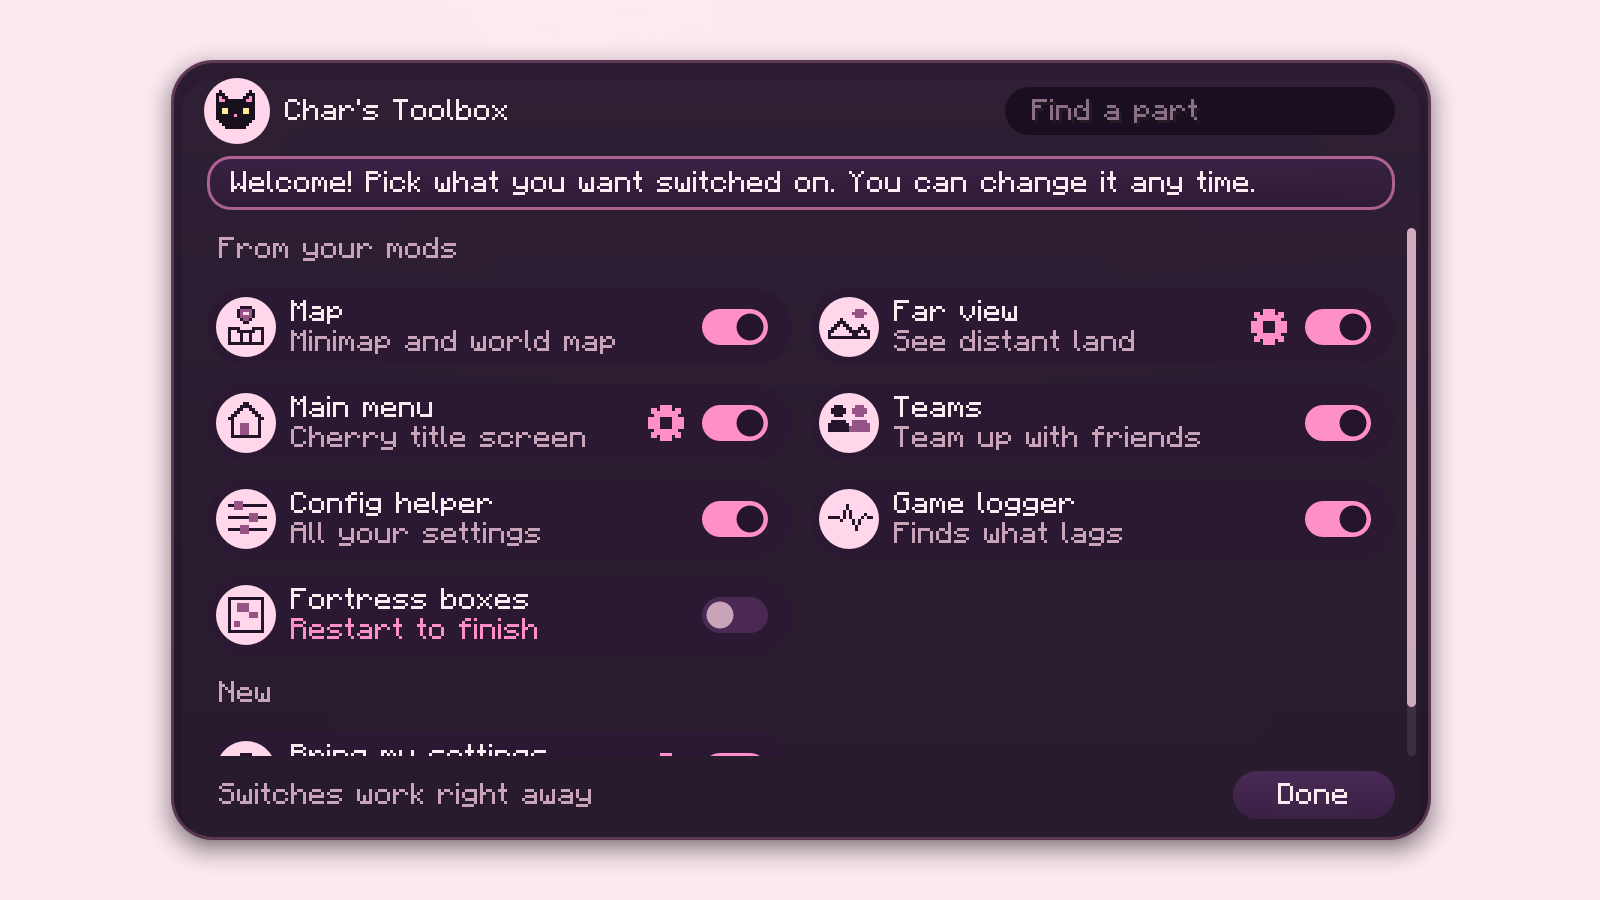 Char's Toolbox
Find a part
Welcome! Pick what you want switched on. You can change it any time.
From your mods
Map
Minimap and world map
Far view
See distant land
Main menu
Cherry title screen
Teams
Team up with friends
Config helper
All your settings
Game logger
Finds what lags
Fortress boxes
Restart to finish
New
Bring my settings
Switches work right away
Done